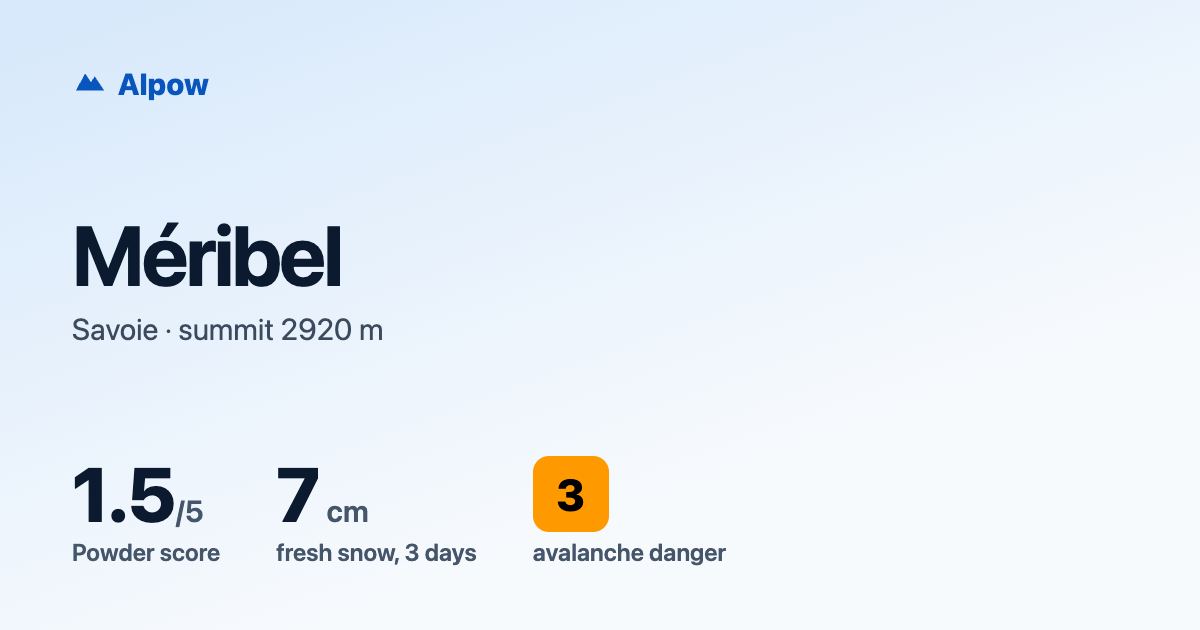 Alpow
Méribel
Savoie · summit 2920 m
1.5/5
Powder score
7 cm
fresh snow, 3 days
3
avalanche danger